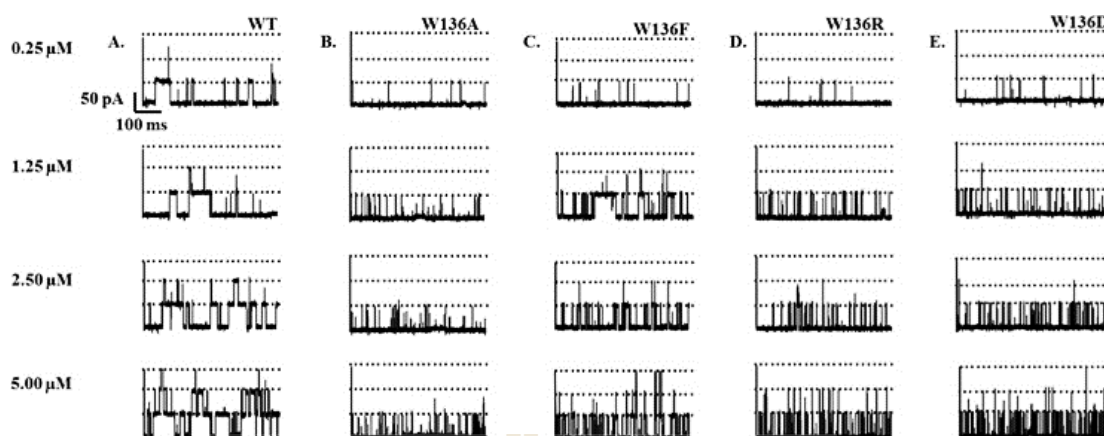 WT
W136A
W136F
W136R
W136D
A.
B.
C.
D.
E.
0.25 µM
50 pA
100 ms
1.25 µM
2.50 µM
5.00 µM